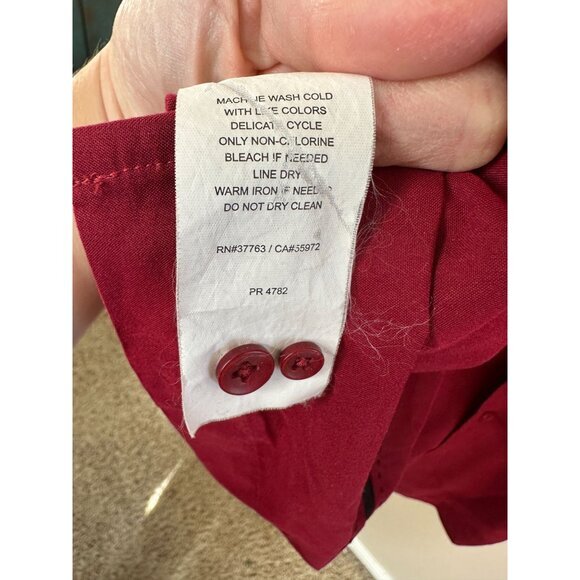 MACHINE WASH COLD
WITH LIKE COLORS
DELICATE CYCLE
ONLY NON-CHLORINE
BLEACH IF NEEDED
LINE DRY
WARM IRON IF NEEDED
DO NOT DRY CLEAN
RN#37763 / CA#55972
PR 4782